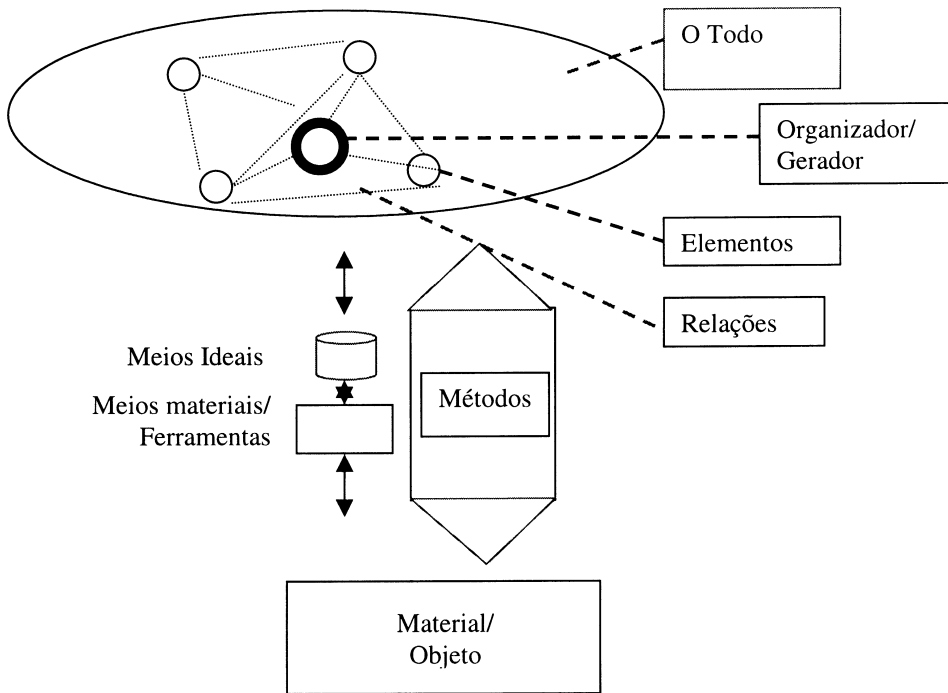 O Todo
Organizador/
Gerador
Elementos
Relações
Meios Ideais
Meios materiais/
Ferramentas
Métodos
Material/
Objeto